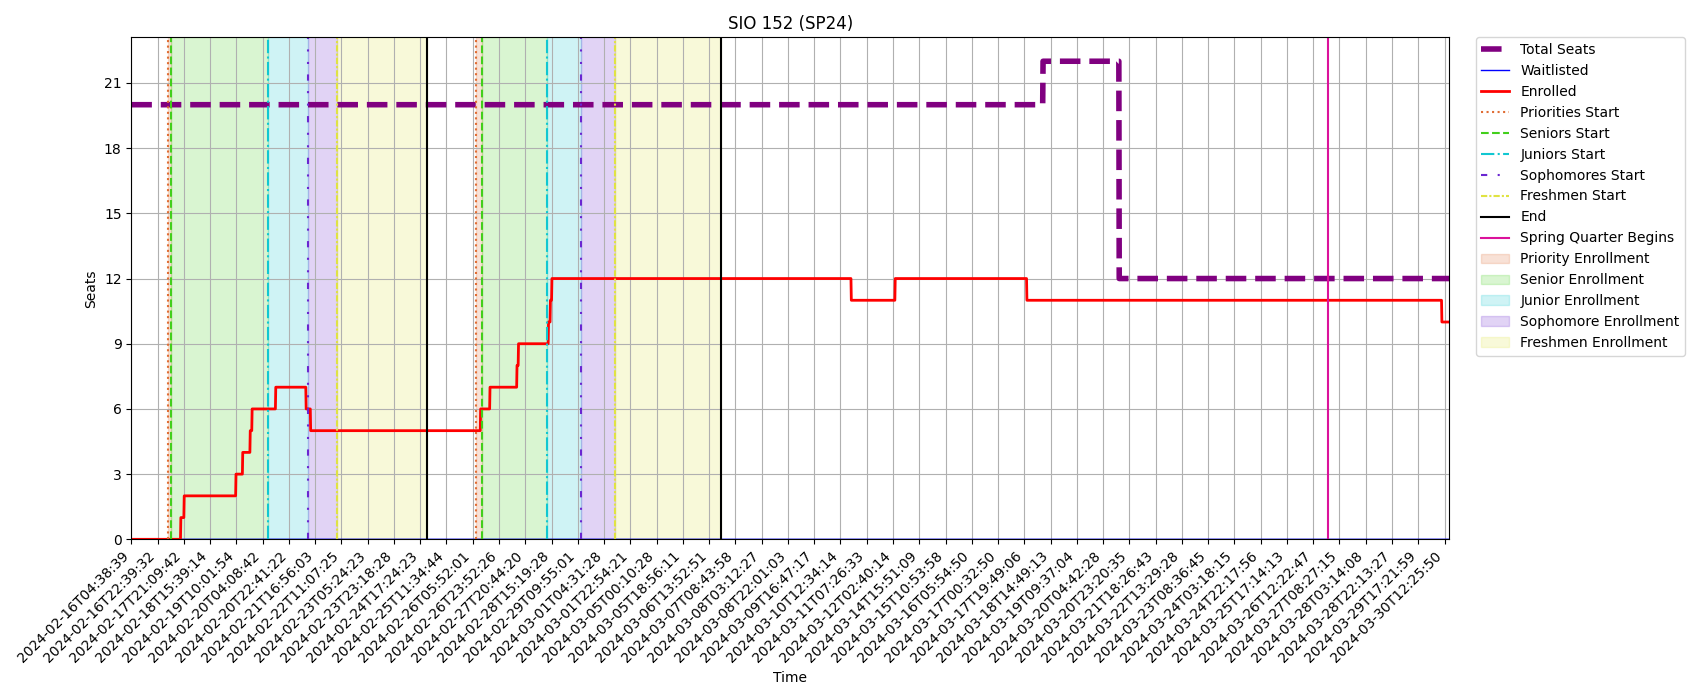 SIO 152 (SP24)
Seats
21
18
15
12
9
6
3
0
2024-02-16T04:38:39
2024-02-16T22:39:32
2024-02-17T21:09:42
2024-02-18T15:39:14
2024-02-19T10:01:54
2024-02-20T04:08:42
2024-02-20T22:41:22
2024-02-21T16:56:03
2024-02-22T11:07:25
2024-02-23T05:24:23
2024-02-23T23:18:28
2024-02-24T17:24:23
2024-02-25T11:34:44
2024-02-26T05:52:01
2024-02-26T23:52:26
2024-02-27T20:44:20
2024-02-28T15:19:28
2024-02-29T09:55:01
2024-03-01T04:31:28
2024-03-01T22:54:21
2024-03-05T00:10:28
2024-03-05T18:56:11
2024-03-06T13:52:51
2024-03-07T08:43:58
2024-03-08T03:12:27
2024-03-08T22:01:03
2024-03-09T16:47:17
2024-03-10T12:34:14
2024-03-11T07:26:33
2024-03-12T02:40:14
2024-03-14T15:51:09
2024-03-15T10:53:58
2024-03-16T05:54:50
2024-03-17T00:32:50
2024-03-17T19:49:06
2024-03-18T14:49:13
2024-03-19T09:37:04
2024-03-20T04:42:28
2024-03-20T23:20:35
2024-03-21T18:26:43
2024-03-22T13:29:28
2024-03-23T08:36:45
2024-03-24T03:18:15
2024-03-24T22:17:56
2024-03-25T17:14:13
2024-03-26T12:22:47
2024-03-27T08:27:15
2024-03-28T03:14:08
2024-03-28T22:13:27
2024-03-29T17:21:59
2024-03-30T12:25:50
Time
Total Seats
Waitlisted
Enrolled
Priorities Start
Seniors Start
Juniors Start
Sophomores Start
Freshmen Start
End
Spring Quarter Begins
Priority Enrollment
Senior Enrollment
Junior Enrollment
Sophomore Enrollment
Freshmen Enrollment